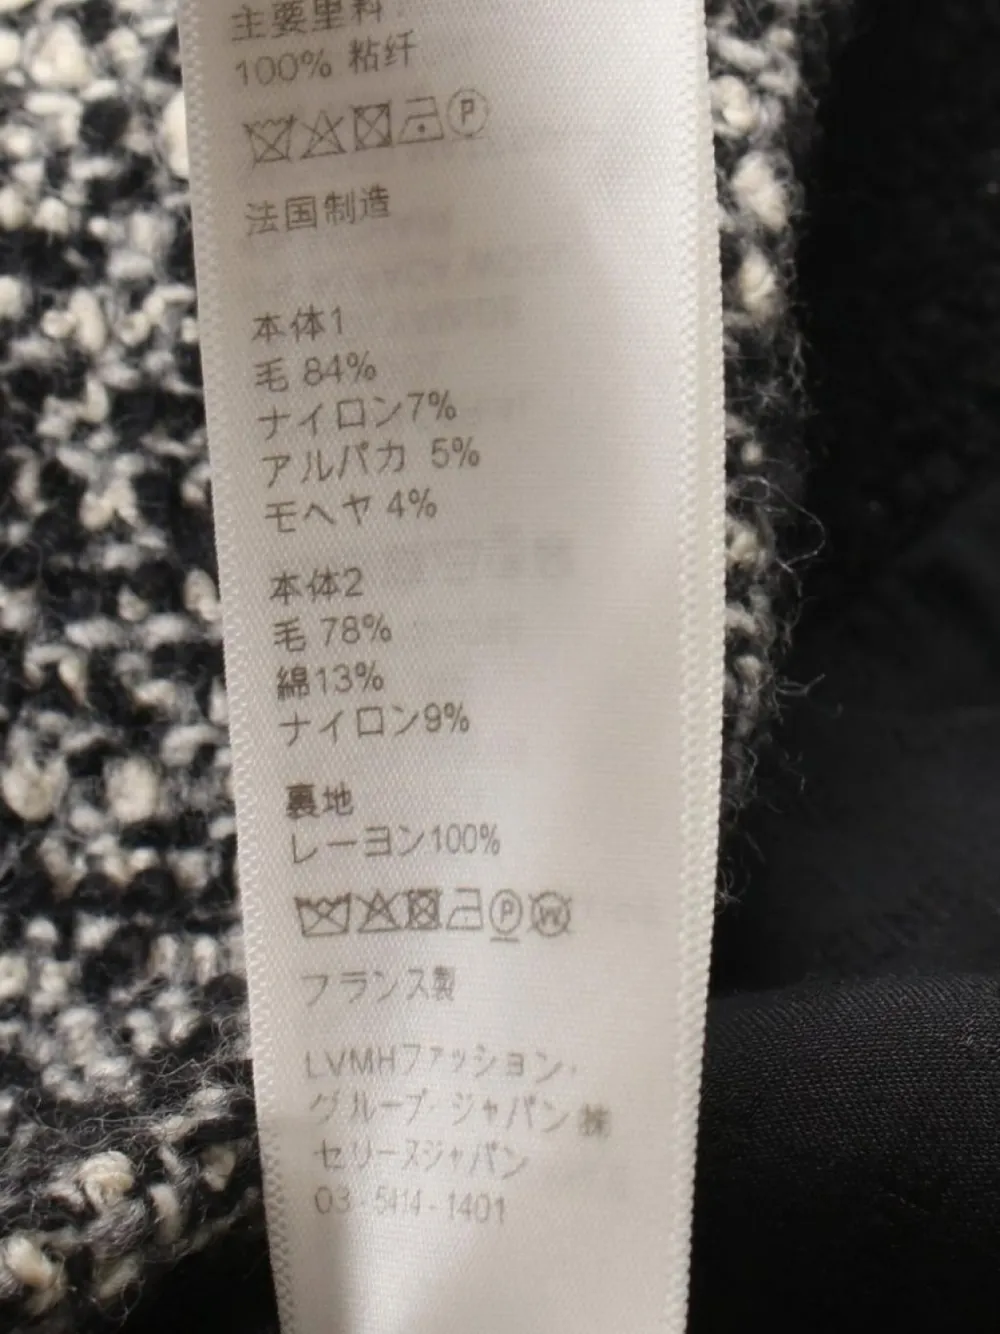 主要里料:
100% 粘纤
P
法国制造
本体1
毛 84%
ナイロン7%
アルパカ 5%
モヘヤ 4%
本体2
毛 78%
綿13%
ナイロン9%
裏地
レーヨン100%
P W
フランス製
LVMHファッション・
グループ・ジャパン㈱
セリーヌジャパン
03-5414-1401